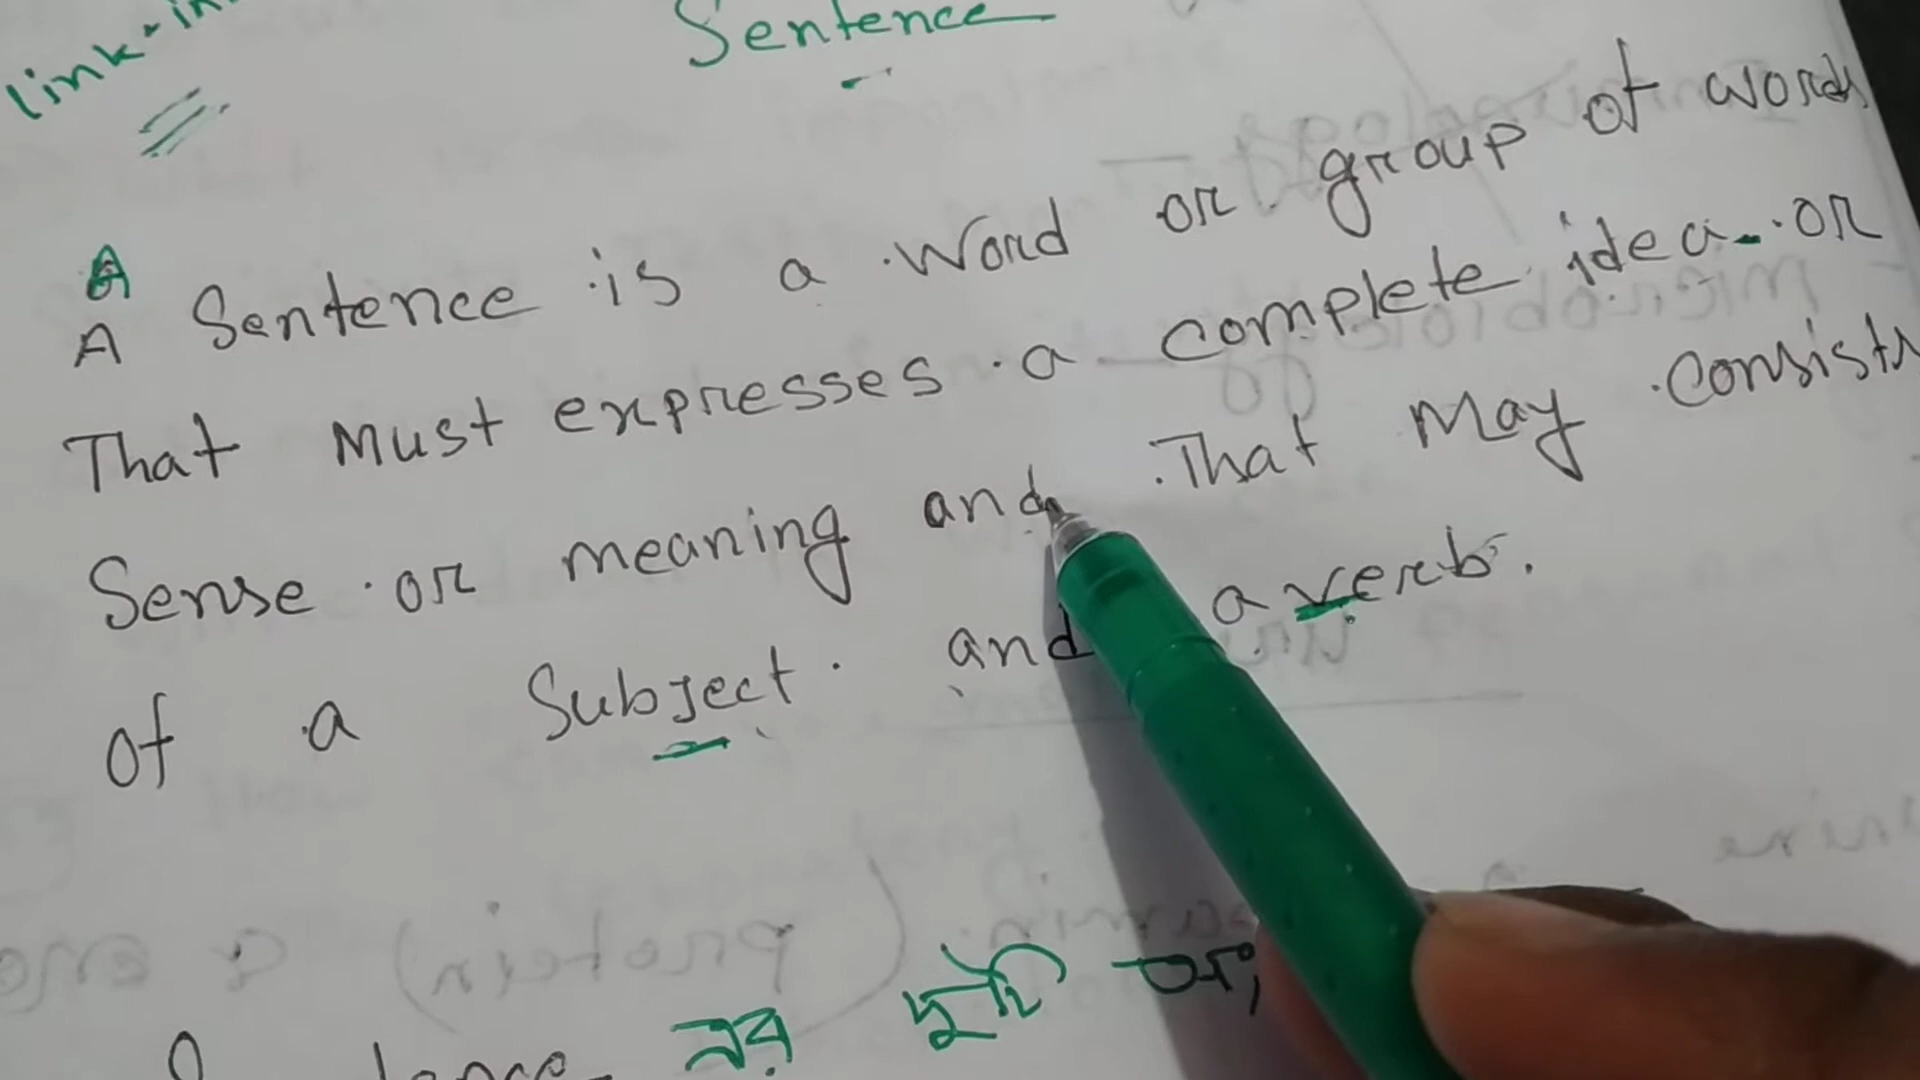 Sentence
A
A Sentence is a word or group of words
That Must expresses a complete idea or
Sense or meaning and That May consists
of a Subject and a verb.
দুটি